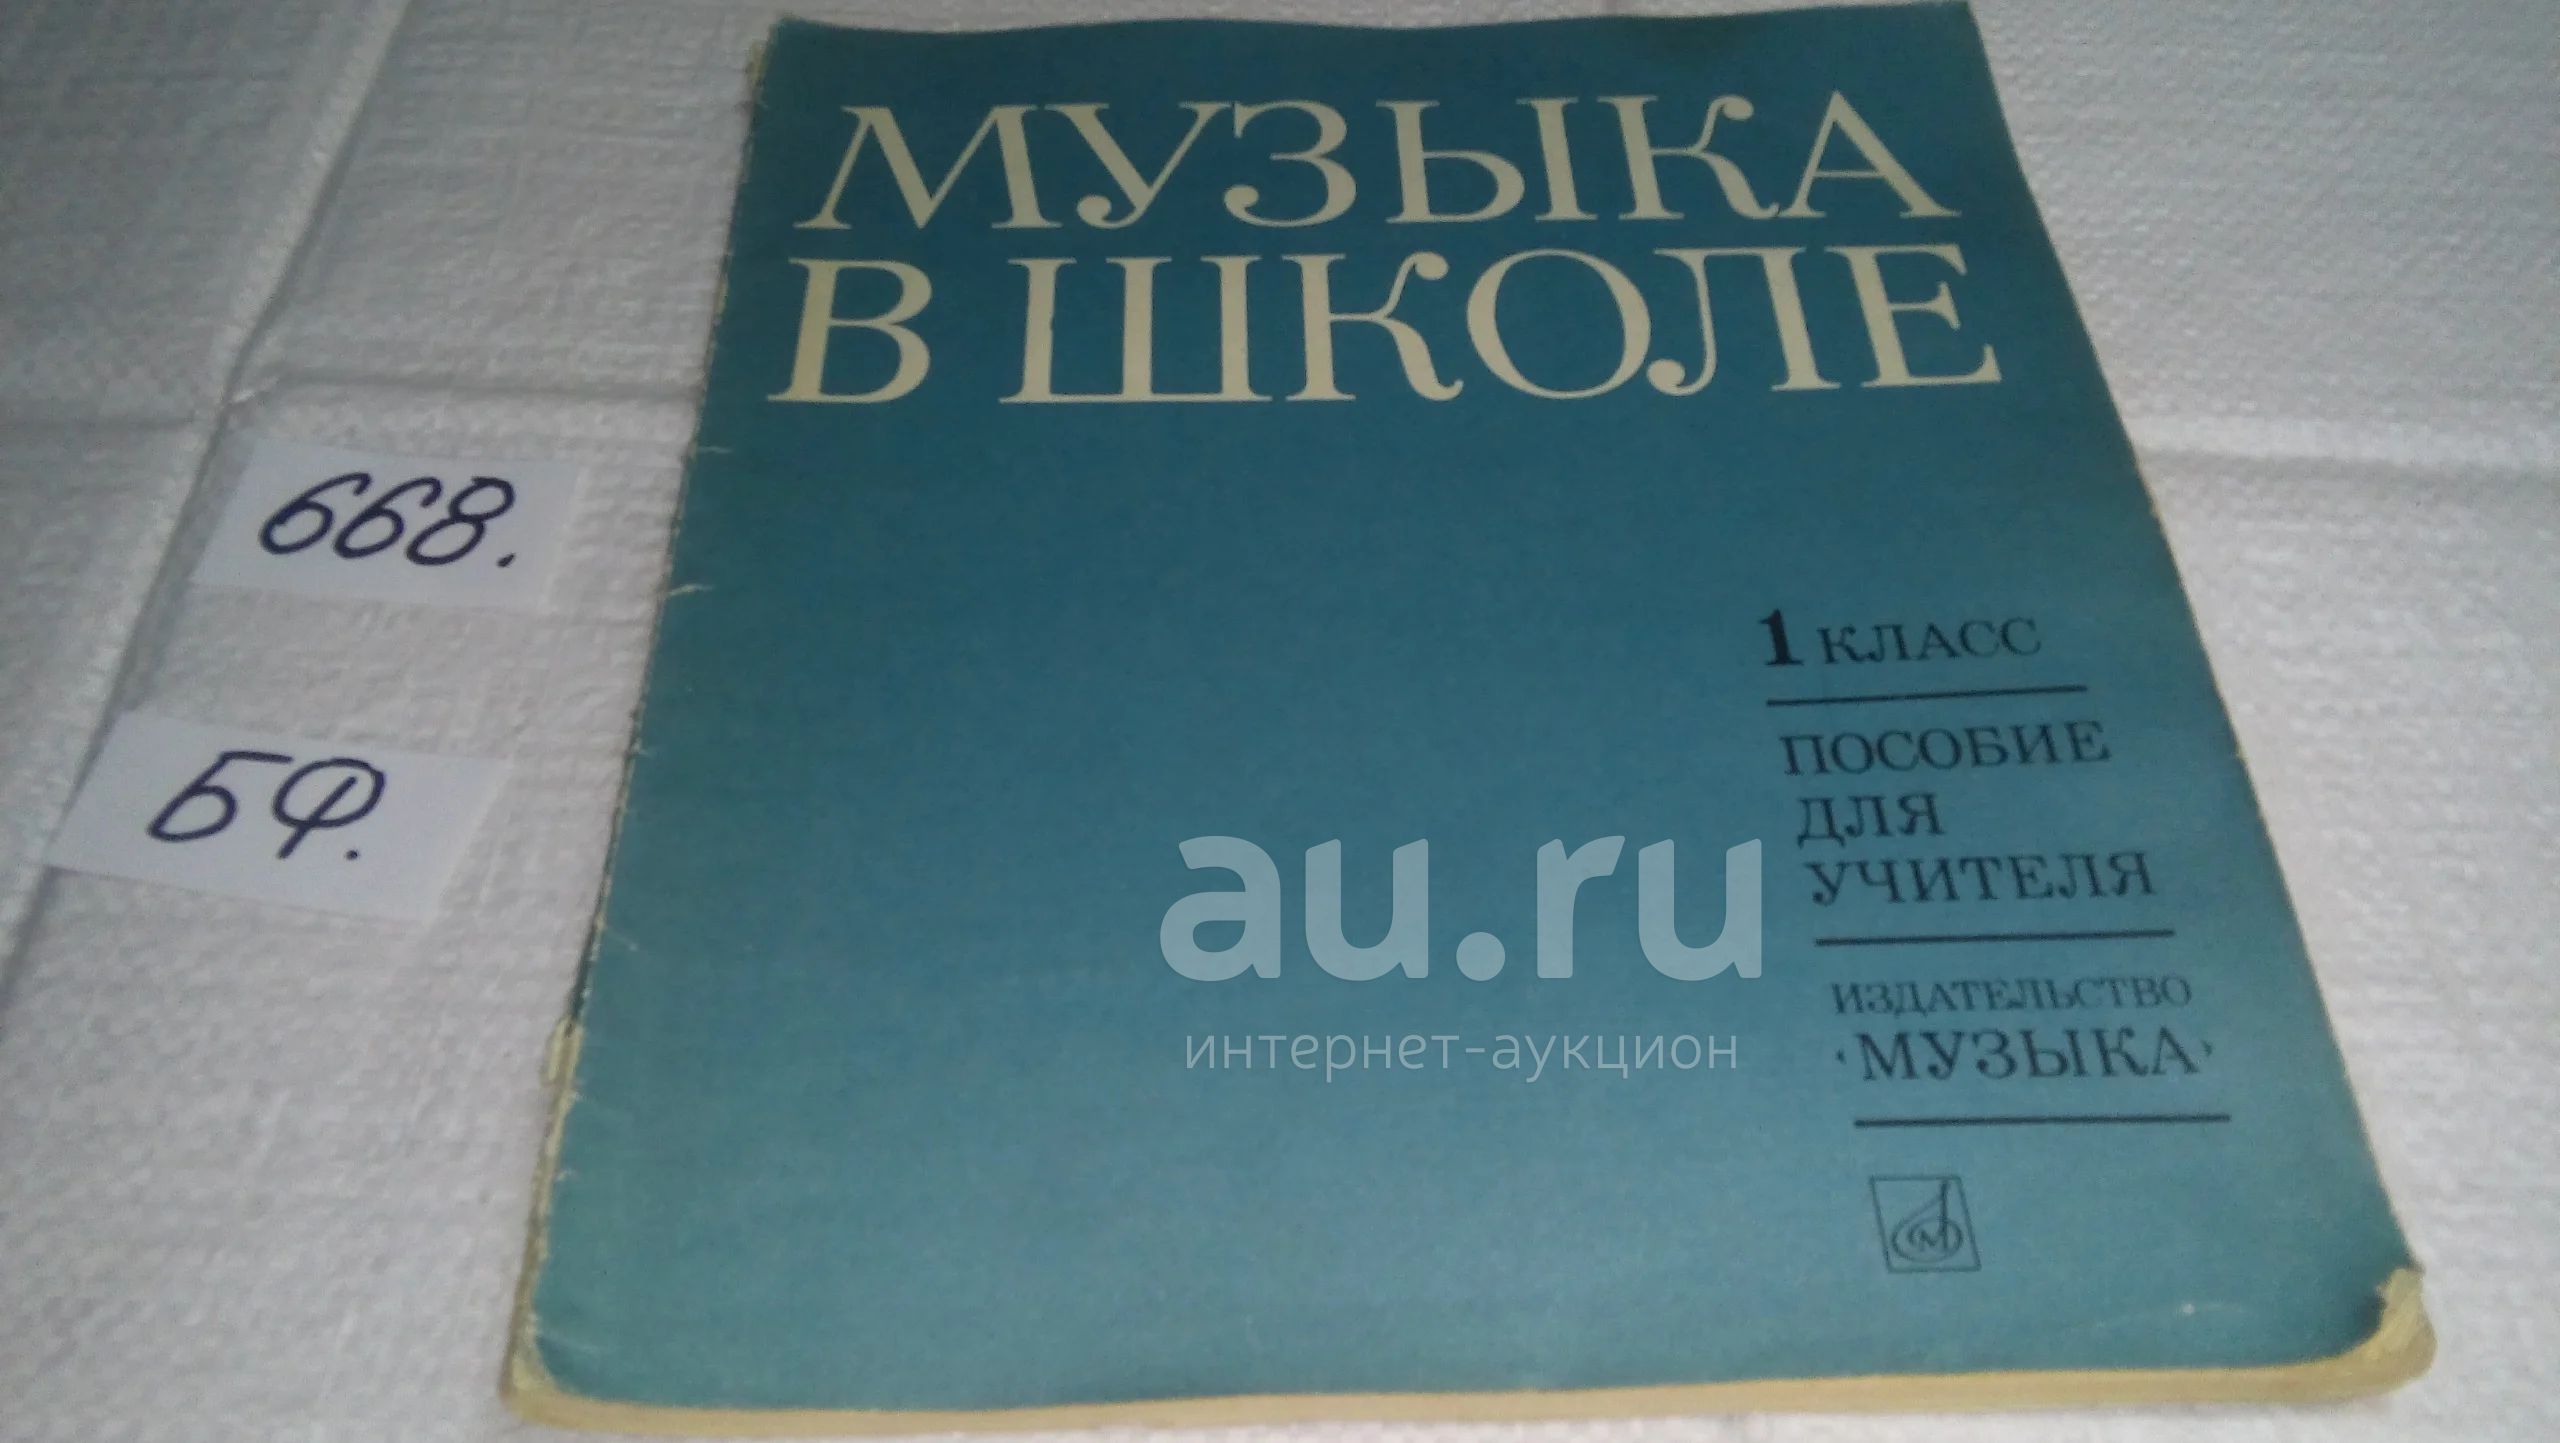 МУЗЫКА
В ШКОЛЕ
668.
БФ.
1 КЛАСС
ПОСОБИЕ
ДЛЯ
УЧИТЕЛЯ
ИЗДАТЕЛЬСТВО
‹МУЗЫКА›
М
au.ru
интернет-аукцион